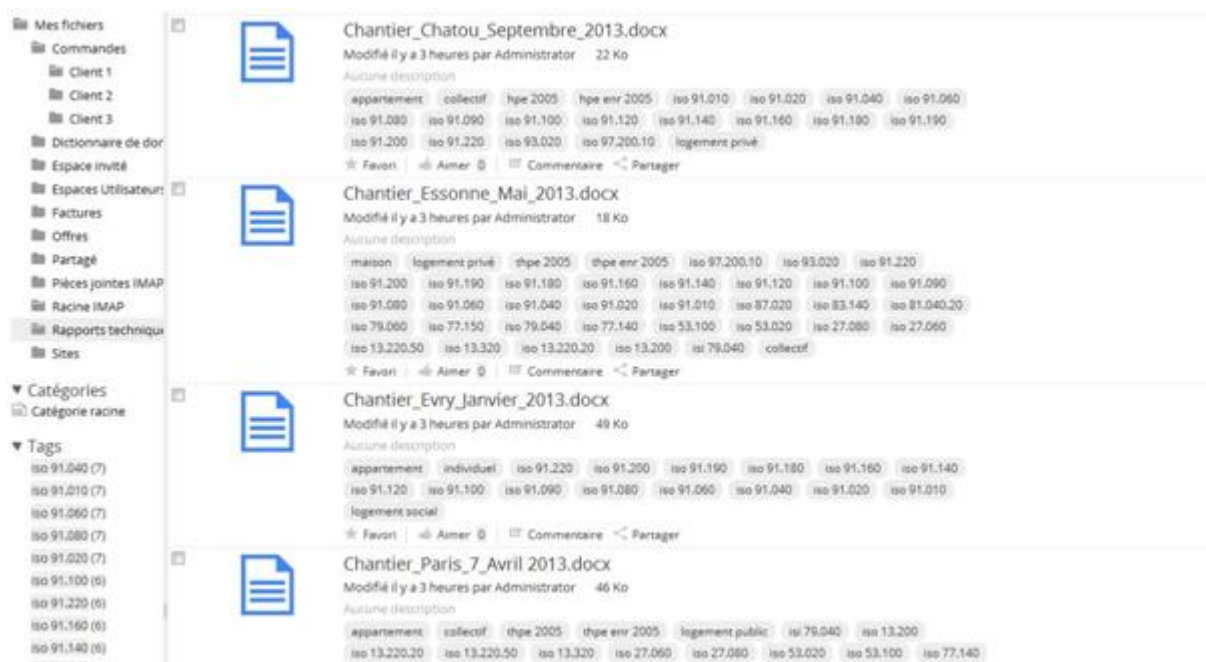 Mes fichiers
Commandes
Client 1
Client 2
Client 3
Dictionnaire de dor
Espace invité
Espaces Utilisateurs
Factures
Offres
Partagé
Pièces jointes IMAP
Racine IMAP
Rapports techniqu
Sites
Catégories
Catégorie racine
Tags
iso 91.040 (7)
iso 91.010 (7)
iso 91.060 (7)
iso 91.080 (7)
iso 91.020 (7)
iso 91.100 (6)
iso 91.220 (6)
iso 91.160 (6)
iso 91.140 (6)
Chantier_Chatou_Septembre_2013.docx
Modifié il y a 3 heures par Administrator 22 Ko
Aucune description
appartement collectif hpe 2005 hpe enr 2005 iso 91.010 iso 91.020 iso 91.040 iso 91.060
iso 91.080 iso 91.090 iso 91.100 iso 91.120 iso 91.140 iso 91.160 iso 91.180 iso 91.190
iso 91.200 iso 91.220 iso 93.020 iso 97.200.10 logement privé
Favori Aimer 0 Commentaire Partager
Chantier_Essonne_Mai_2013.docx
Modifié il y a 3 heures par Administrator 18 Ko
Aucune description
maison logement privé thpe 2005 thpe enr 2005 iso 97.200.10 iso 93.020 iso 91.220
iso 91.200 iso 91.190 iso 91.180 iso 91.160 iso 91.140 iso 91.120 iso 91.100 iso 91.090
iso 91.080 iso 91.060 iso 91.040 iso 91.020 iso 91.010 iso 87.020 iso 83.140 iso 81.040.20
iso 79.060 iso 77.150 iso 79.040 iso 77.140 iso 53.100 iso 53.020 iso 27.080 iso 27.060
iso 13.220.50 iso 13.320 iso 13.220.20 iso 13.200 isi 79.040 collectif
Favori Aimer 0 Commentaire Partager
Chantier_Evry_Janvier_2013.docx
Modifié il y a 3 heures par Administrator 49 Ko
Aucune description
appartement individuel iso 91.220 iso 91.200 iso 91.190 iso 91.180 iso 91.160 iso 91.140
iso 91.120 iso 91.100 iso 91.090 iso 91.080 iso 91.060 iso 91.040 iso 91.020 iso 91.010
logement social
Favori Aimer 0 Commentaire Partager
Chantier_Paris_7_Avril 2013.docx
Modifié il y a 3 heures par Administrator 46 Ko
Aucune description
appartement collectif thpe 2005 thpe enr 2005 logement public isi 79.040 iso 13.200
iso 13.220.20 iso 13.220.50 iso 13.320 iso 27.060 iso 27.080 iso 53.020 iso 53.100 iso 77.140